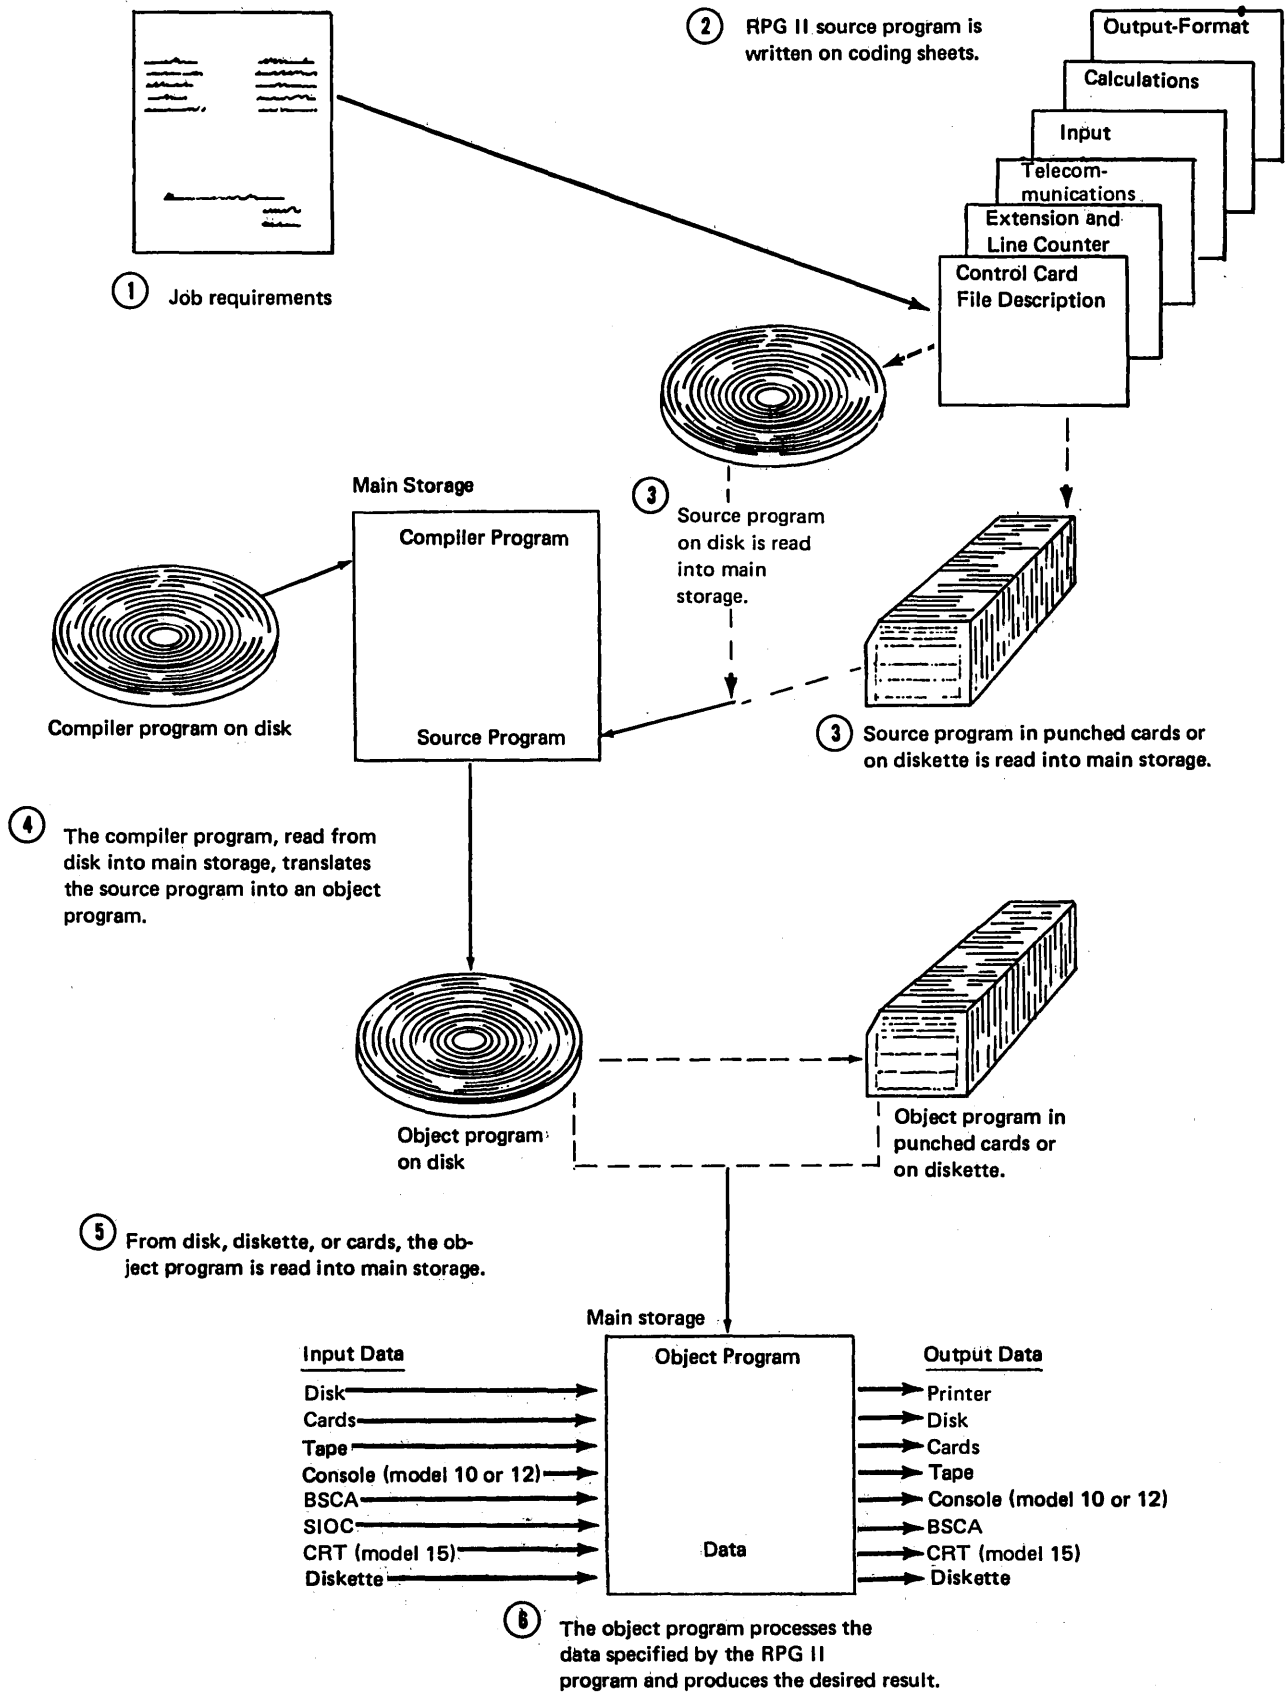 2 RPG II source program is
written on coding sheets.
Output-Format
Calculations
Input
Telecom-
munications
Extension and
Line Counter
Control Card
File Description
1 Job requirements
Main Storage
Compiler Program
Source Program
3
Source program
on disk is read
into main
storage.
Compiler program on disk
3 Source program in punched cards or
on diskette is read into main storage.
4
The compiler program, read from
disk into main storage, translates
the source program into an object
program.
Object program
on disk
Object program in
punched cards or
on diskette.
5 From disk, diskette, or cards, the ob-
ject program is read into main storage.
Main storage
Input Data
Disk
Cards
Tape
Console (model 10 or 12)
BSCA
SIOC
CRT (model 15)
Diskette
Object Program
Data
Output Data
Printer
Disk
Cards
Tape
Console (model 10 or 12)
BSCA
CRT (model 15)
Diskette
6 The object program processes the
data specified by the RPG II
program and produces the desired result.